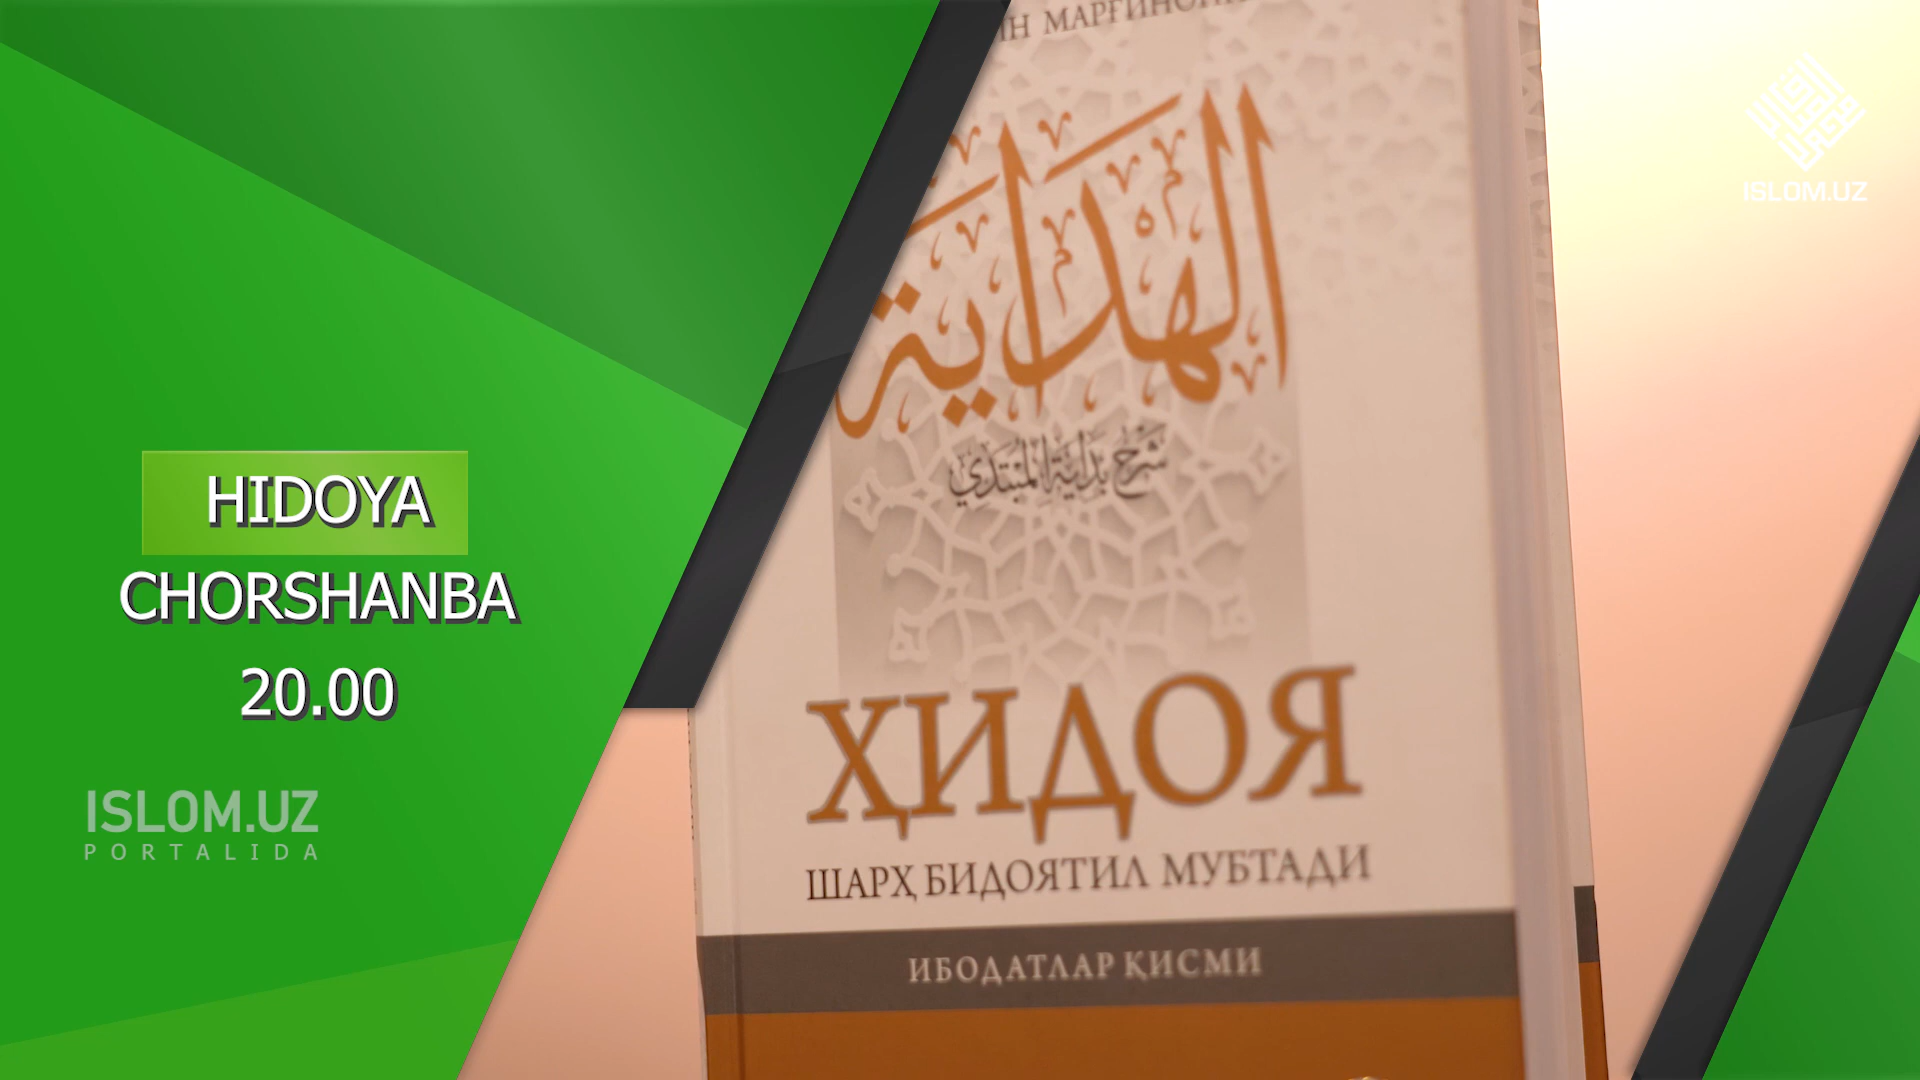 HIDOYA
CHORSHANBA
20.00
ISLOM.UZ
PORTALIDA
МАРҒИНОНИ
الهداية
شرح بداية المبتدي
ҲИДОЯ
ШАРҲ БИДОЯТИЛ МУБТАДИ
ИБОДАТЛАР ҚИСМИ
ISLOM.UZ